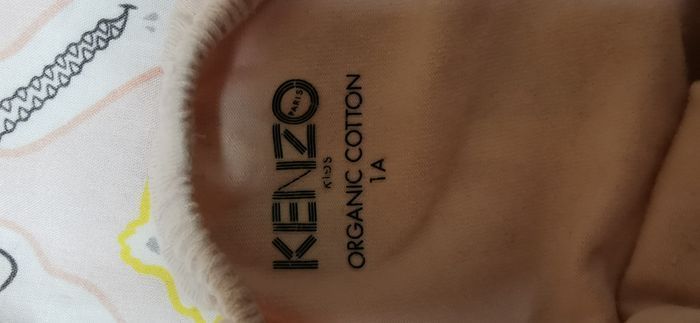 KENZO
PARIS
KIDS
ORGANIC COTTON
1A